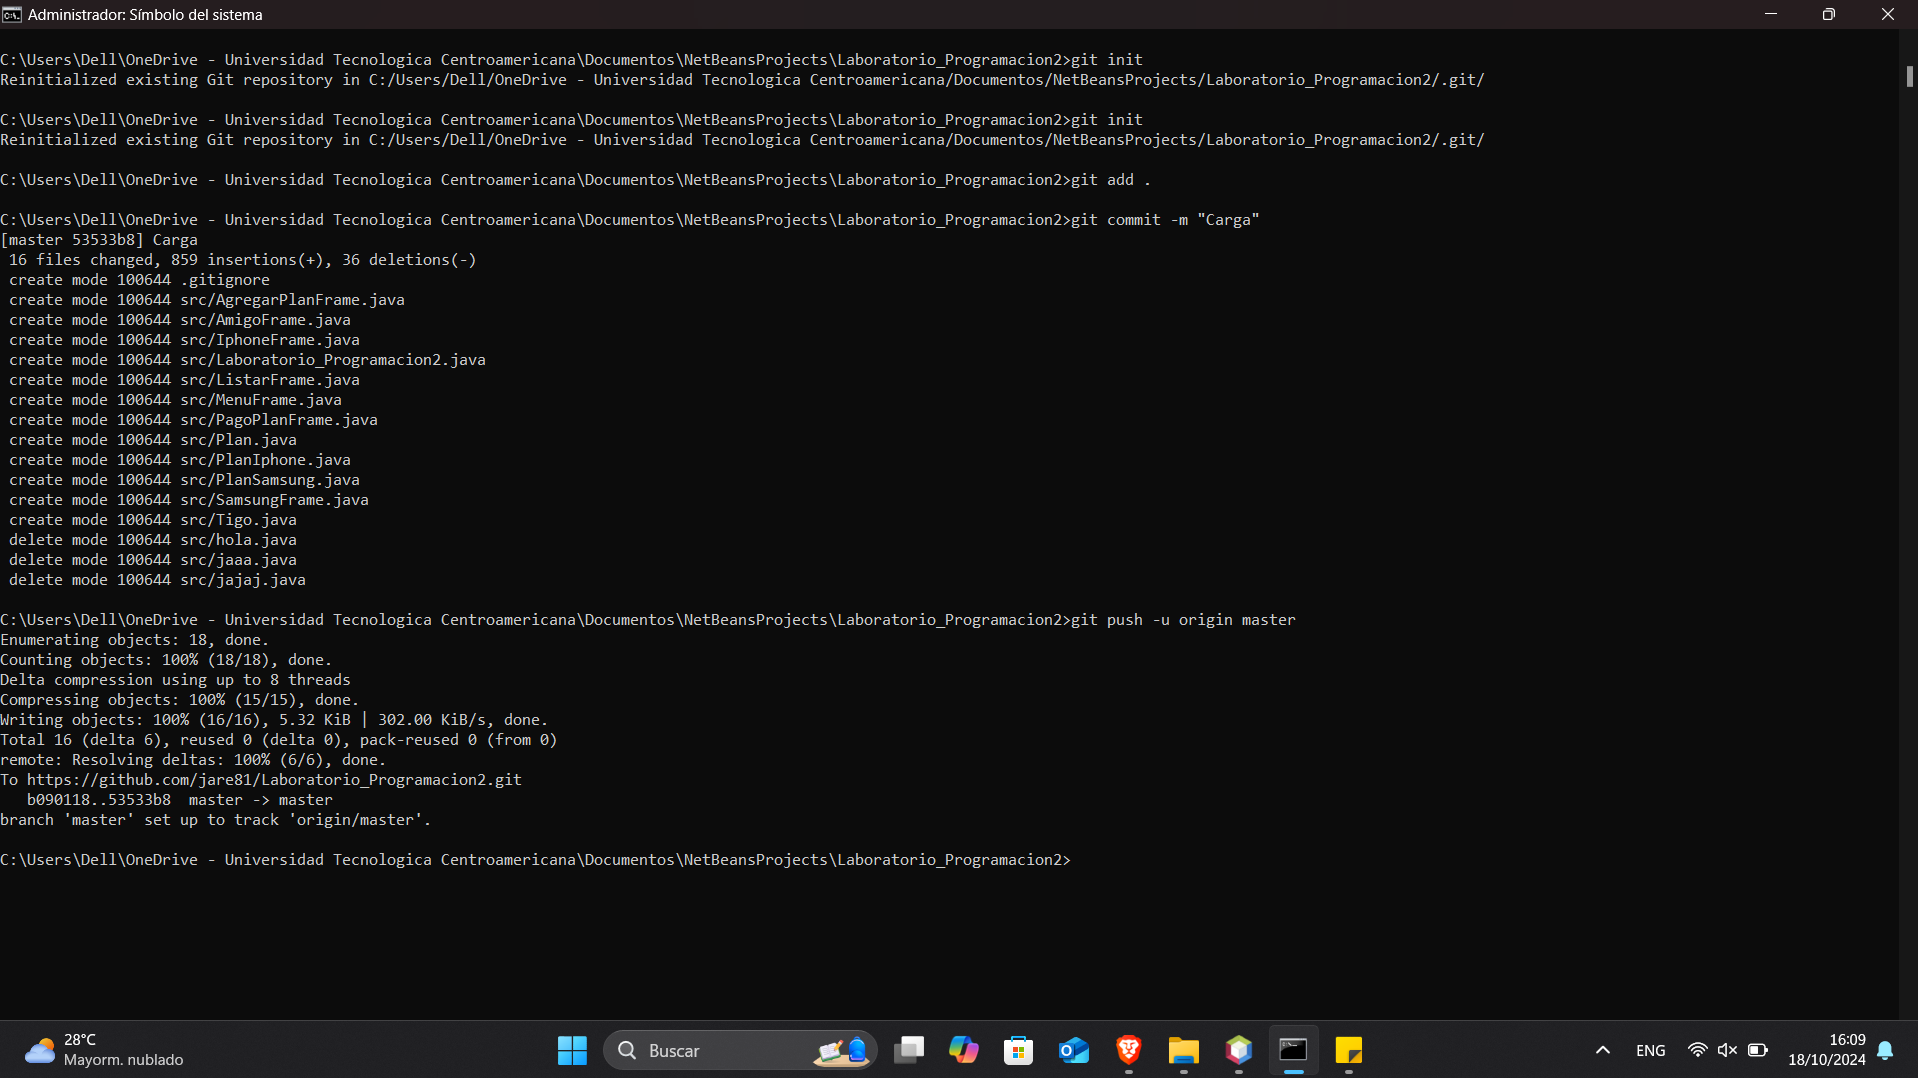 Administrador: Símbolo del sistema
C:\Users\Dell\OneDrive - Universidad Tecnologica Centroamericana\Documentos\NetBeansProjects\Laboratorio_Programacion2>git init
Reinitialized existing Git repository in C:/Users/Dell/OneDrive - Universidad Tecnologica Centroamericana/Documentos/NetBeansProjects/Laboratorio_Programacion2/.git/
C:\Users\Dell\OneDrive - Universidad Tecnologica Centroamericana\Documentos\NetBeansProjects\Laboratorio_Programacion2>git init
Reinitialized existing Git repository in C:/Users/Dell/OneDrive - Universidad Tecnologica Centroamericana/Documentos/NetBeansProjects/Laboratorio_Programacion2/.git/
C:\Users\Dell\OneDrive - Universidad Tecnologica Centroamericana\Documentos\NetBeansProjects\Laboratorio_Programacion2>git add .
C:\Users\Dell\OneDrive - Universidad Tecnologica Centroamericana\Documentos\NetBeansProjects\Laboratorio_Programacion2>git commit -m "Carga"
[master 53533b8] Carga
 16 files changed, 859 insertions(+), 36 deletions(-)
 create mode 100644 .gitignore
 create mode 100644 src/AgregarPlanFrame.java
 create mode 100644 src/AmigoFrame.java
 create mode 100644 src/IphoneFrame.java
 create mode 100644 src/Laboratorio_Programacion2.java
 create mode 100644 src/ListarFrame.java
 create mode 100644 src/MenuFrame.java
 create mode 100644 src/PagoPlanFrame.java
 create mode 100644 src/Plan.java
 create mode 100644 src/PlanIphone.java
 create mode 100644 src/PlanSamsung.java
 create mode 100644 src/SamsungFrame.java
 create mode 100644 src/Tigo.java
 delete mode 100644 src/hola.java
 delete mode 100644 src/jaaa.java
 delete mode 100644 src/jajaj.java
C:\Users\Dell\OneDrive - Universidad Tecnologica Centroamericana\Documentos\NetBeansProjects\Laboratorio_Programacion2>git push -u origin master
Enumerating objects: 18, done.
Counting objects: 100% (18/18), done.
Delta compression using up to 8 threads
Compressing objects: 100% (15/15), done.
Writing objects: 100% (16/16), 5.32 KiB | 302.00 KiB/s, done.
Total 16 (delta 6), reused 0 (delta 0), pack-reused 0 (from 0)
remote: Resolving deltas: 100% (6/6), done.
To https://github.com/jare81/Laboratorio_Programacion2.git
   b090118..53533b8  master -> master
branch 'master' set up to track 'origin/master'.
C:\Users\Dell\OneDrive - Universidad Tecnologica Centroamericana\Documentos\NetBeansProjects\Laboratorio_Programacion2>
28°C
Mayorm. nublado
Buscar
ENG
16:09
18/10/2024